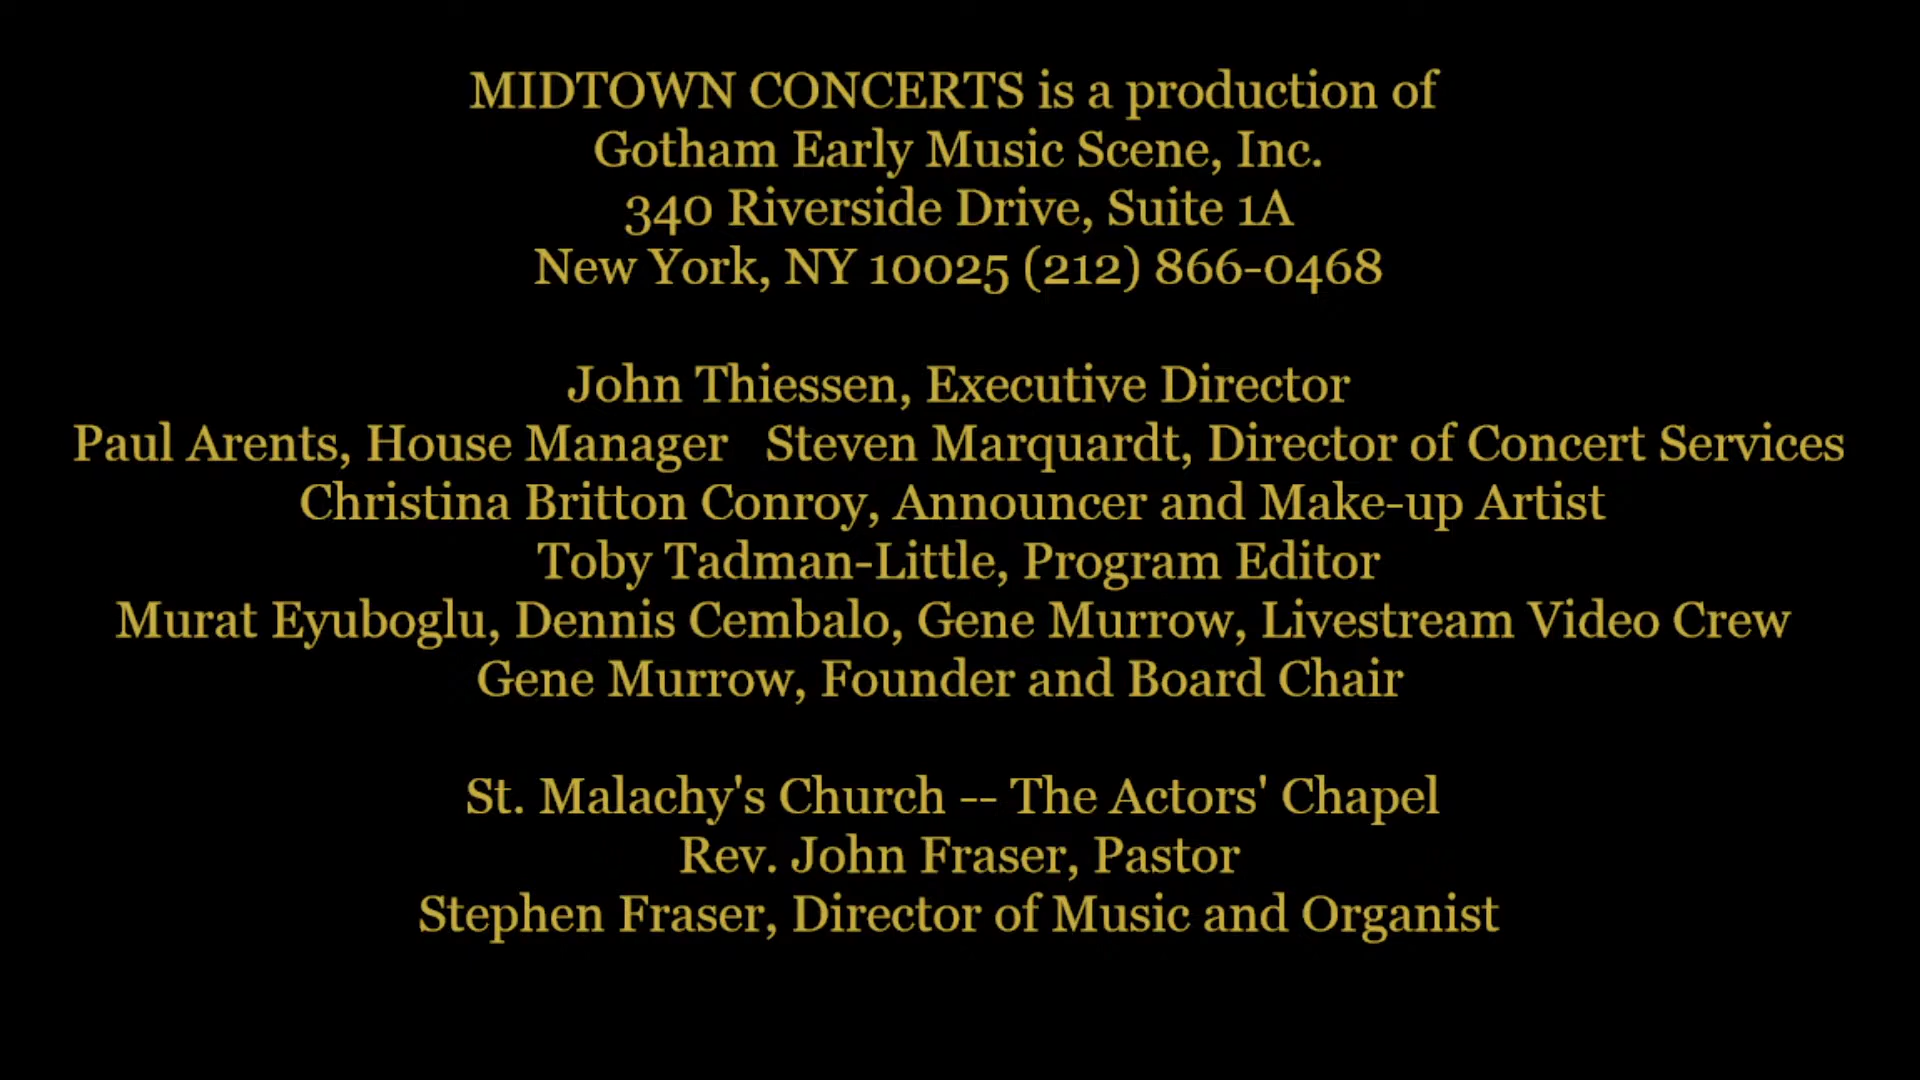 MIDTOWN CONCERTS is a production of
Gotham Early Music Scene, Inc.
340 Riverside Drive, Suite 1A
New York, NY 10025 (212) 866-0468
John Thiessen, Executive Director
Paul Arents, House Manager   Steven Marquardt, Director of Concert Services
Christina Britton Conroy, Announcer and Make-up Artist
Toby Tadman-Little, Program Editor
Murat Eyuboglu, Dennis Cembalo, Gene Murrow, Livestream Video Crew
Gene Murrow, Founder and Board Chair
St. Malachy's Church -- The Actors' Chapel
Rev. John Fraser, Pastor
Stephen Fraser, Director of Music and Organist